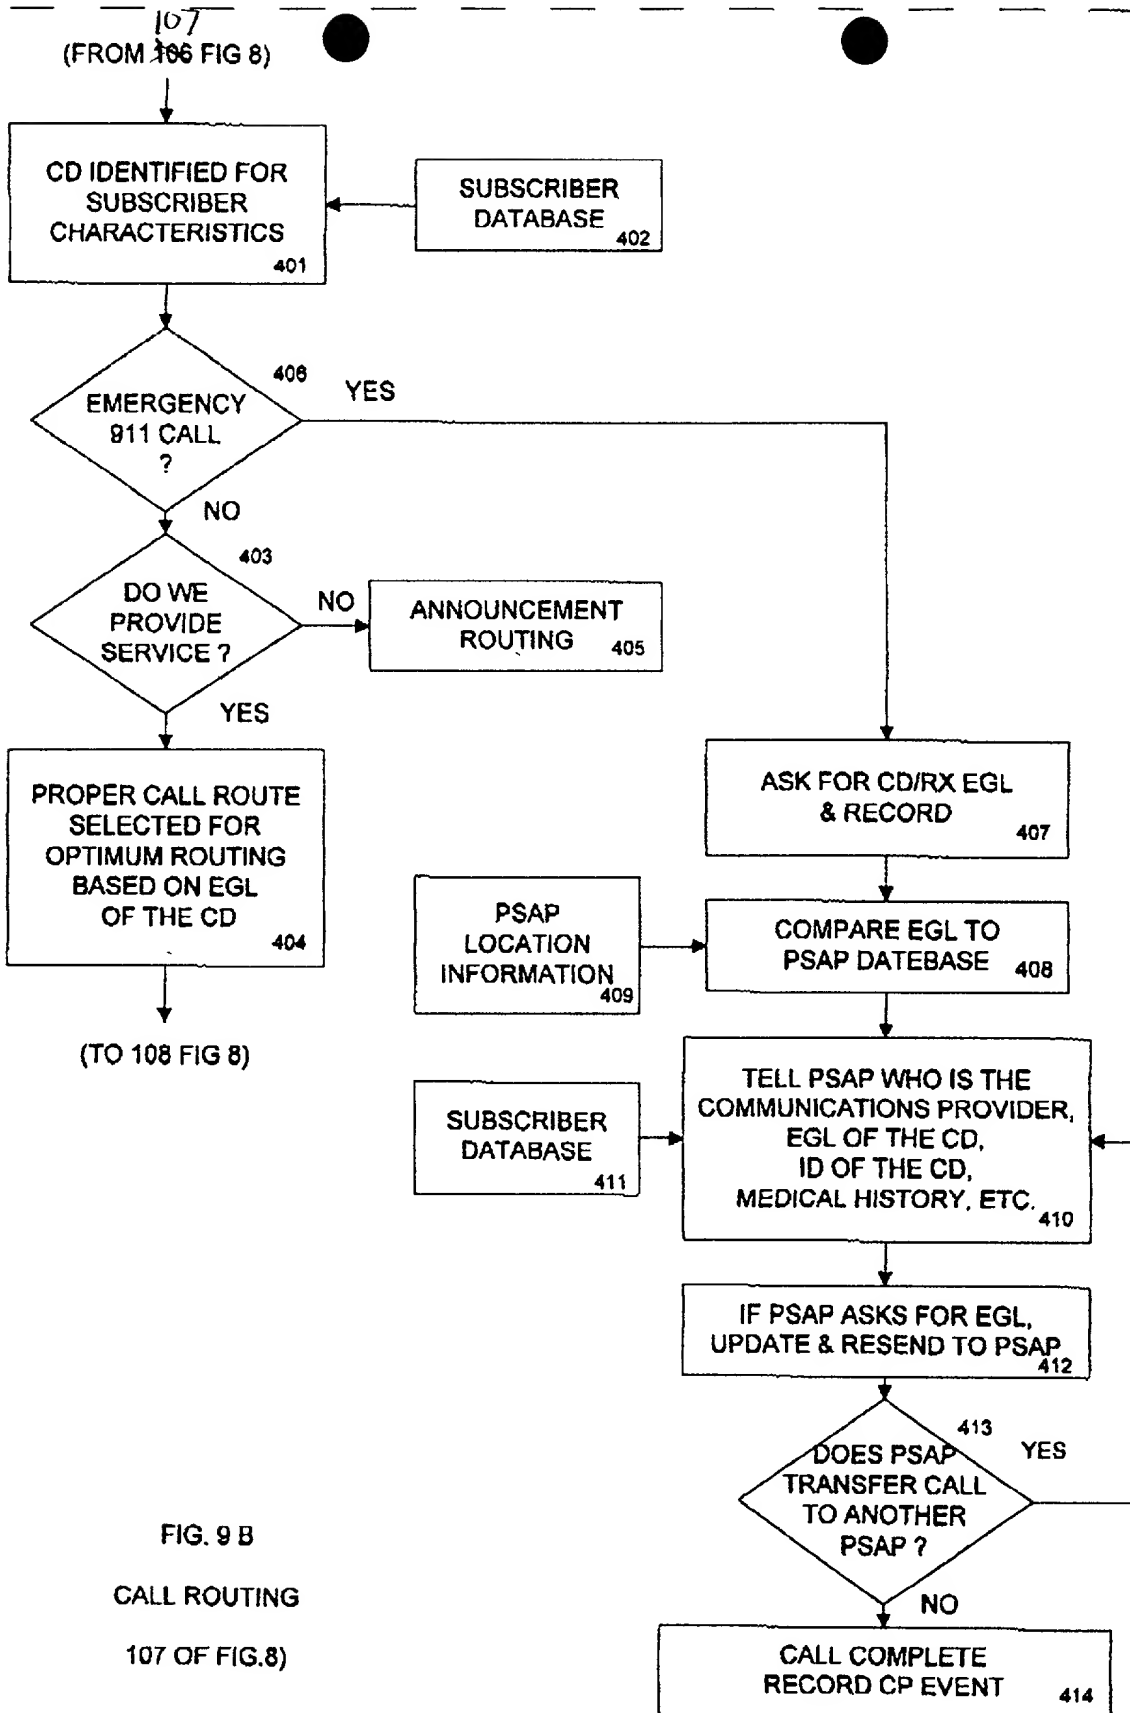 107
(FROM 106 FIG 8)
CD IDENTIFIED FOR
SUBSCRIBER
CHARACTERISTICS
401
SUBSCRIBER
DATABASE
402
EMERGENCY
911 CALL
?
406
YES
NO
DO WE
PROVIDE
SERVICE ?
403
NO
YES
ANNOUNCEMENT
ROUTING
405
PROPER CALL ROUTE
SELECTED FOR
OPTIMUM ROUTING
BASED ON EGL
OF THE CD
404
(TO 108 FIG 8)
ASK FOR CD/RX EGL
& RECORD
407
PSAP
LOCATION
INFORMATION
409
COMPARE EGL TO
PSAP DATEBASE
408
SUBSCRIBER
DATABASE
411
TELL PSAP WHO IS THE
COMMUNICATIONS PROVIDER,
EGL OF THE CD,
ID OF THE CD,
MEDICAL HISTORY, ETC.
410
IF PSAP ASKS FOR EGL,
UPDATE & RESEND TO PSAP
412
DOES PSAP
TRANSFER CALL
TO ANOTHER
PSAP ?
413
YES
NO
CALL COMPLETE
RECORD CP EVENT
414
FIG. 9 B
CALL ROUTING
107 OF FIG.8)